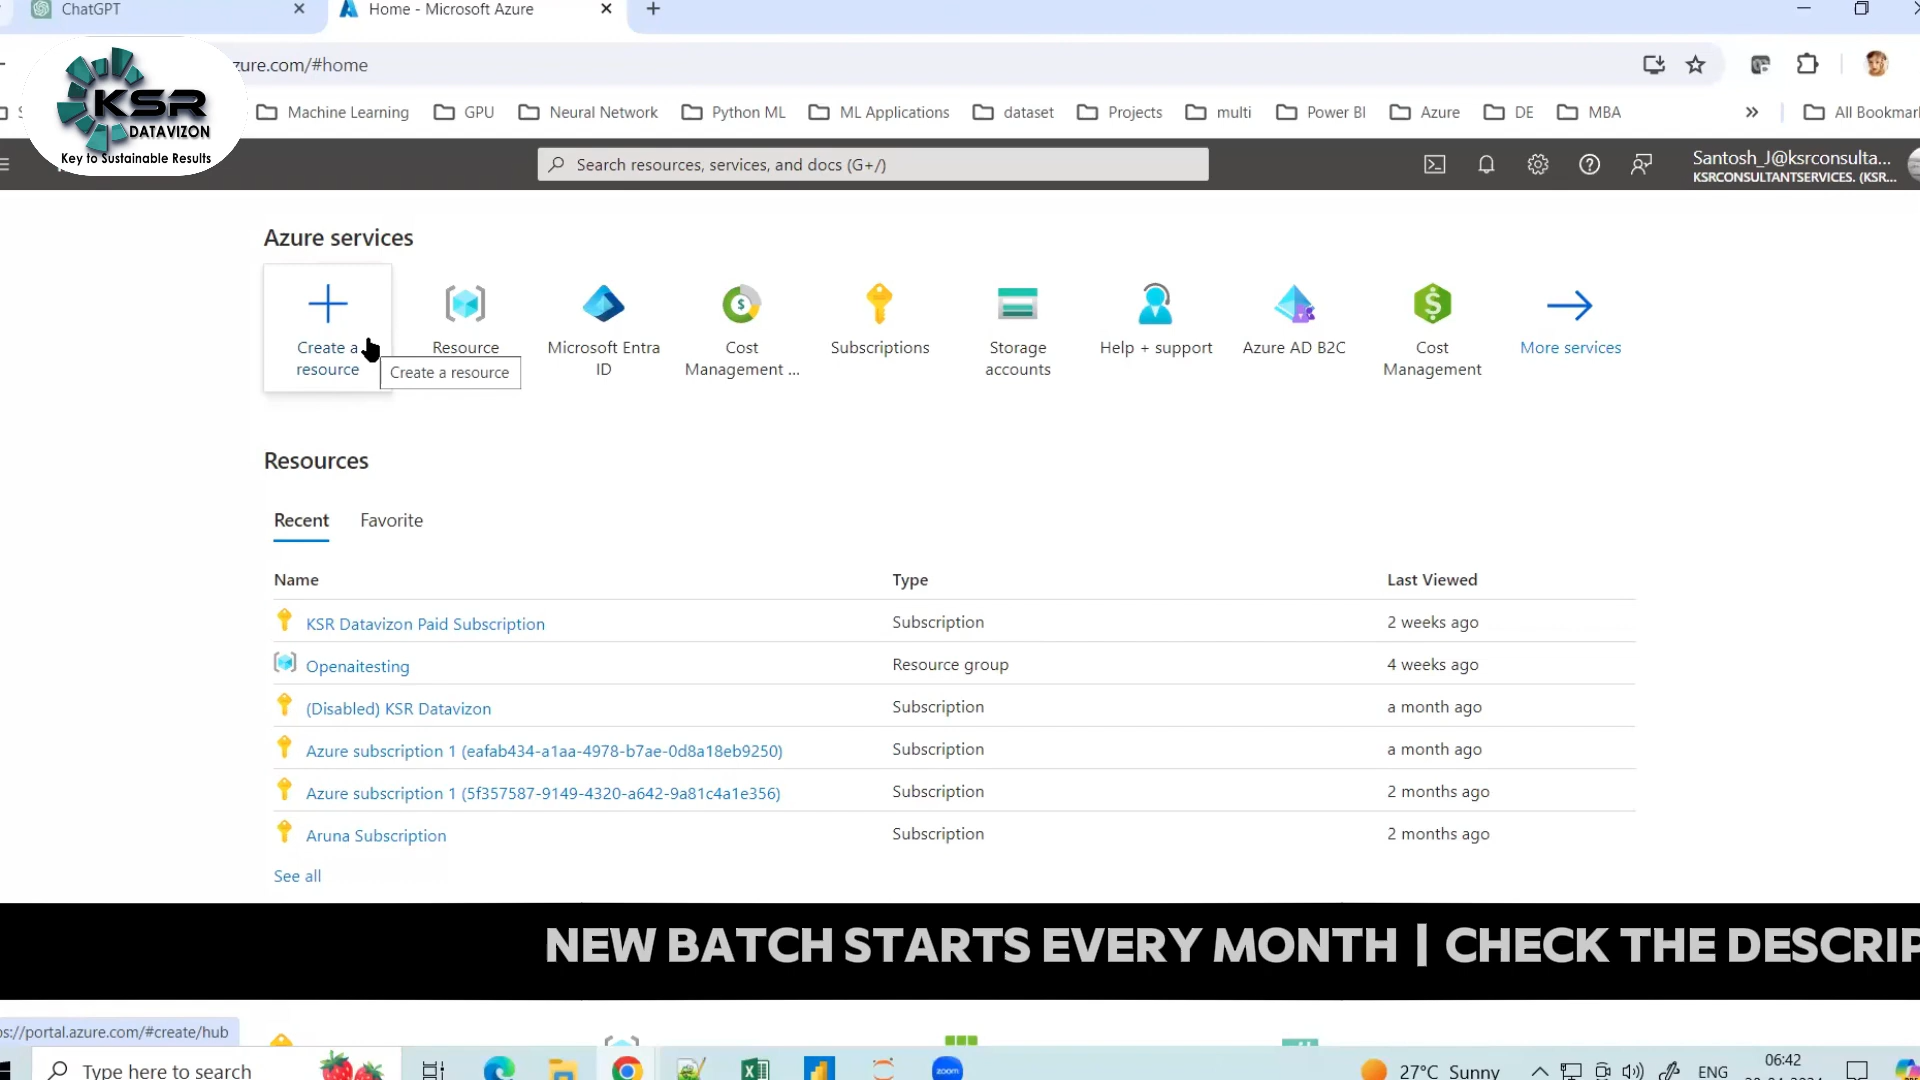 ChatGPT
Home - Microsoft Azure
zure.com/#home
Machine Learning
GPU
Neural Network
Python ML
ML Applications
dataset
Projects
multi
Power BI
Azure
DE
MBA
All Bookmar
KSR
DATAVIZON
Key to Sustainable Results
Search resources, services, and docs (G+/)
Santosh_J@ksrconsulta...
KSRCONSULTANTSERVICES. (KSR...
Azure services
Create a
resource
Resource
Microsoft Entra
ID
Cost
Management ...
Subscriptions
Storage
accounts
Help + support
Azure AD B2C
Cost
Management
More services
Create a resource
Resources
Recent
Favorite
Name Type Last Viewed
KSR Datavizon Paid Subscription Subscription 2 weeks ago
Openaitesting Resource group 4 weeks ago
(Disabled) KSR Datavizon Subscription a month ago
Azure subscription 1 (eafab434-a1aa-4978-b7ae-0d8a18eb9250) Subscription a month ago
Azure subscription 1 (5f357587-9149-4320-a642-9a81c4a1e356) Subscription 2 months ago
Aruna Subscription Subscription 2 months ago
See all
NEW BATCH STARTS EVERY MONTH | CHECK THE DESCRIP
ps://portal.azure.com/#create/hub
Type here to search
zoom
27°C Sunny
ENG
06:42